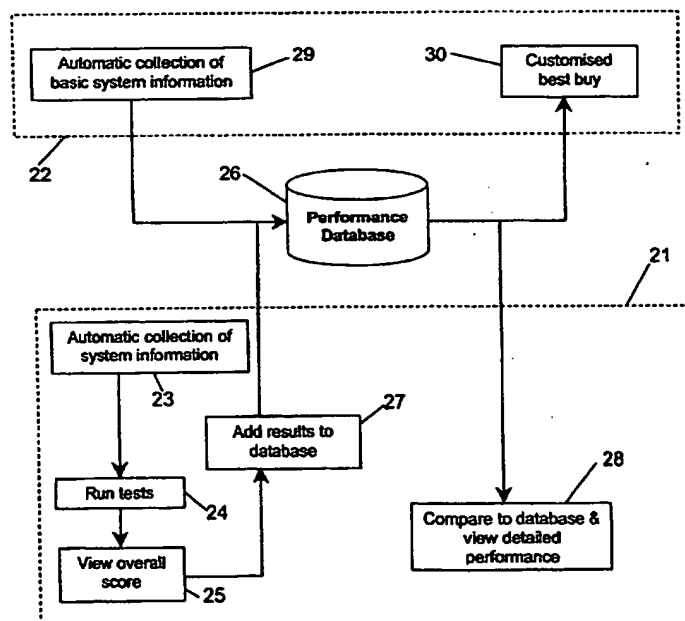 Automatic collection of
basic system information
29
30
Customised
best buy
22
26
Performance
Database
21
Automatic collection of
system information
23
27
Add results to
database
Run tests
24
28
Compare to database &
view detailed
performance
View overall
score
25